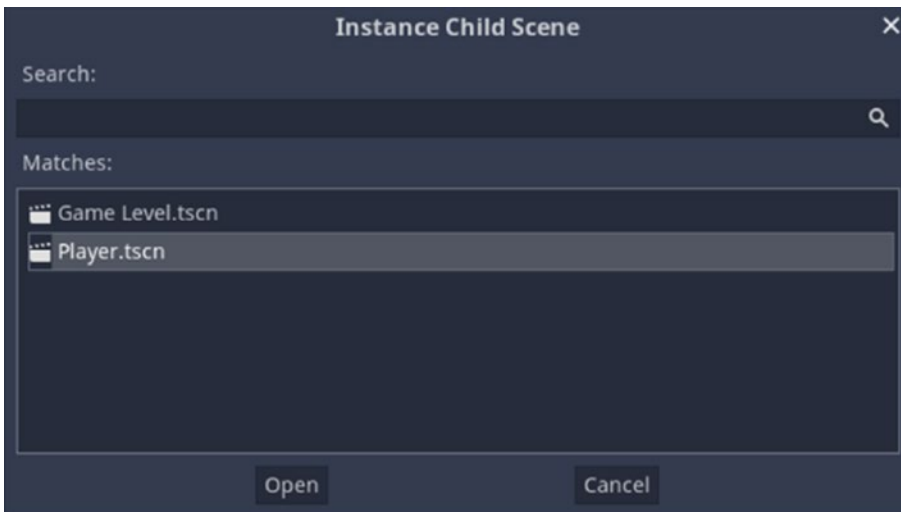 Instance Child Scene
Search:
Matches:
Game Level.tscn
Player.tscn
Open Cancel